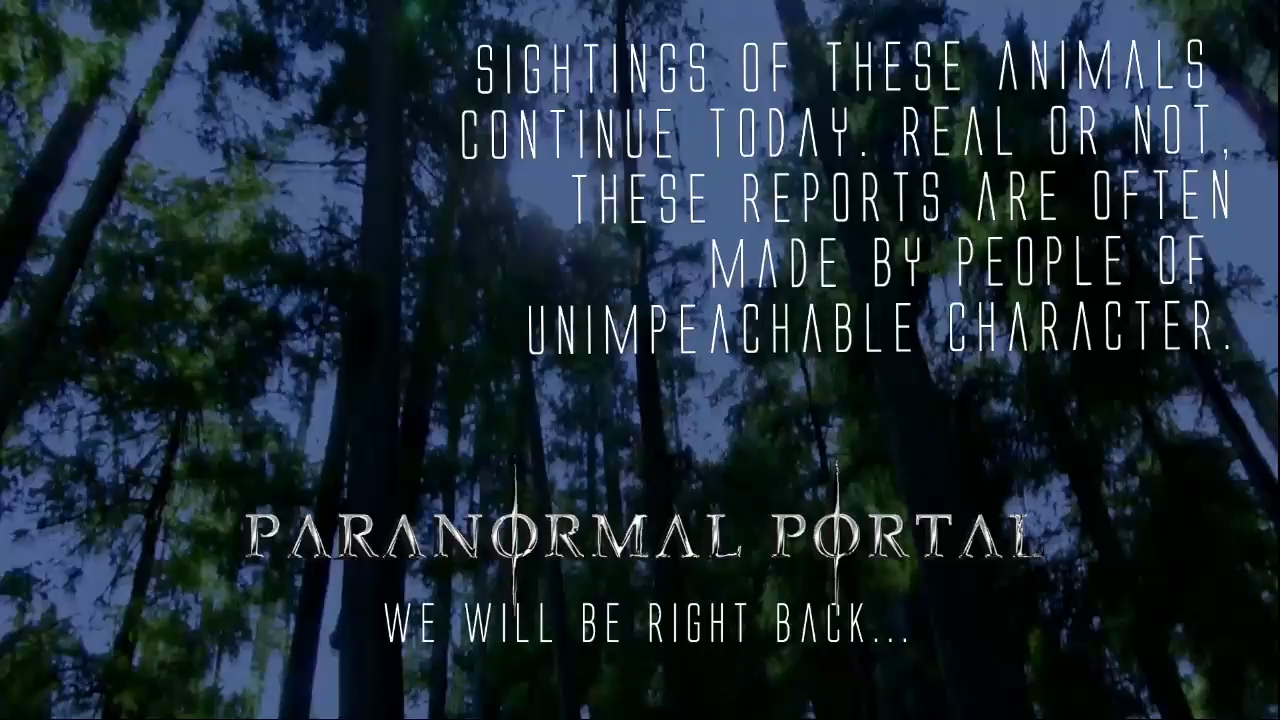 SIGHTINGS OF THESE ANIMALS
CONTINUE TODAY. REAL OR NOT,
THESE REPORTS ARE OFTEN
MADE BY PEOPLE OF
UNIMPEACHABLE CHARACTER.
PARANORMAL PORTAL
WE WILL BE RIGHT BACK...